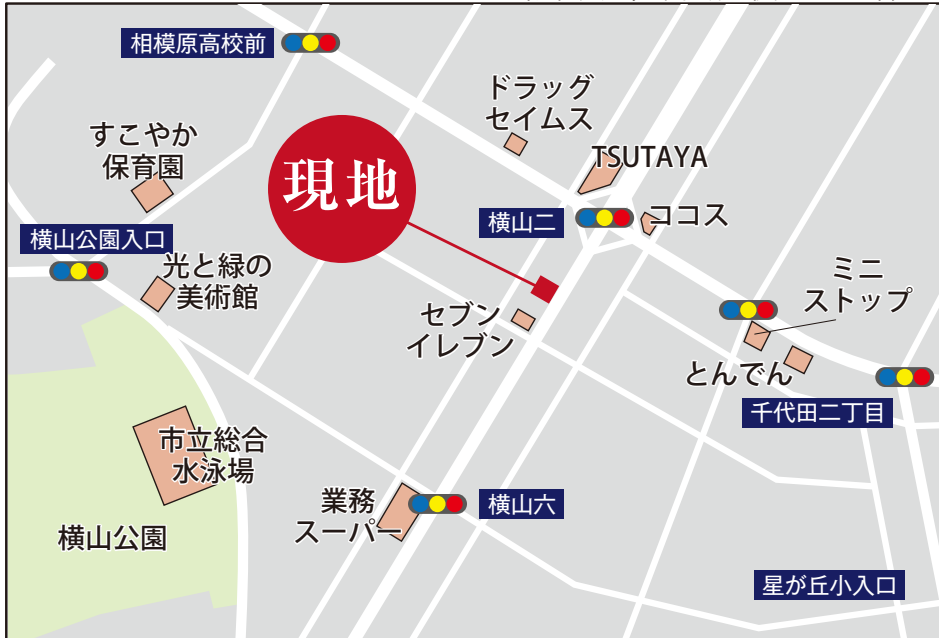 相模原高校前
ドラッグ
セイムス
すこやか
保育園
TSUTAYA
現地
横山二
ココス
横山公園入口
光と緑の
美術館
ミニ
ストップ
セブン
イレブン
とんでん
千代田二丁目
市立総合
水泳場
業務
スーパー
横山六
横山公園
星が丘小入口